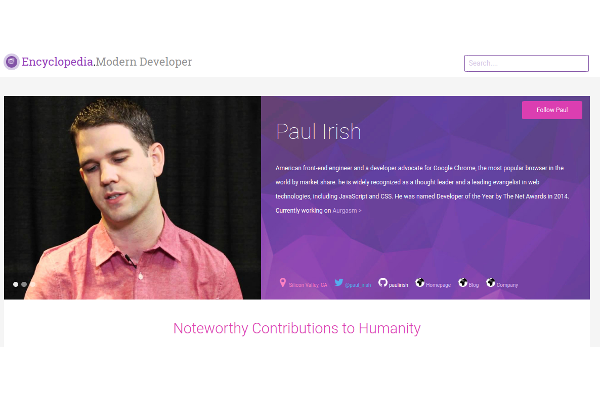 Encyclopedia.Modern Developer
Search...
Follow Paul
Paul Irish
American front-end engineer and a developer advocate for Google Chrome, the most popular browser in the
world by market share, he is widely recognized as a thought leader and a leading evangelist in web
technologies, including JavaScript and CSS. He was named Developer of the Year by The Net Awards in 2014.
Currently working on Aurgasm >
Silicon Valley, CA @paul_irish paulirish Homepage Blog Company
Noteworthy Contributions to Humanity